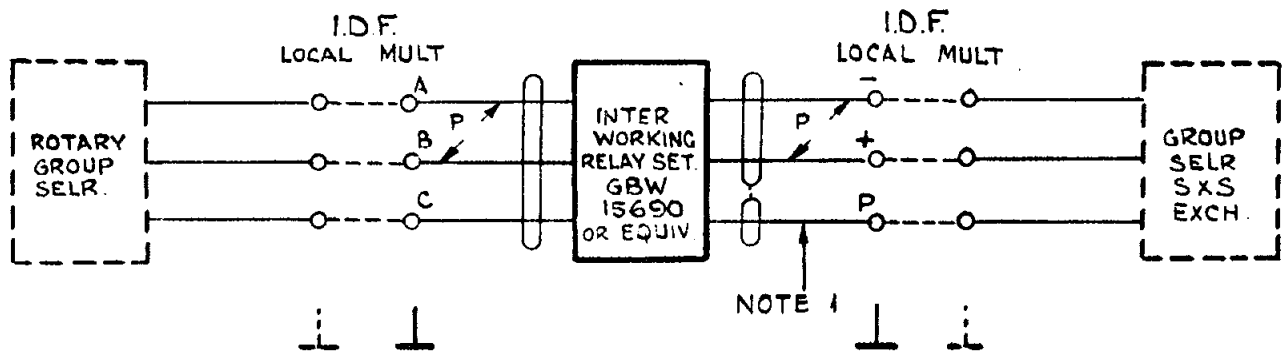 I.D.F.
LOCAL MULT
I.D.F.
LOCAL MULT
ROTARY
GROUP
SELR.
A
P
B
C
INTER
WORKING
RELAY SET.
GBW
15690
OR EQUIV.
-
P
+
P
GROUP
SELR
SXS
EXCH.
NOTE 1